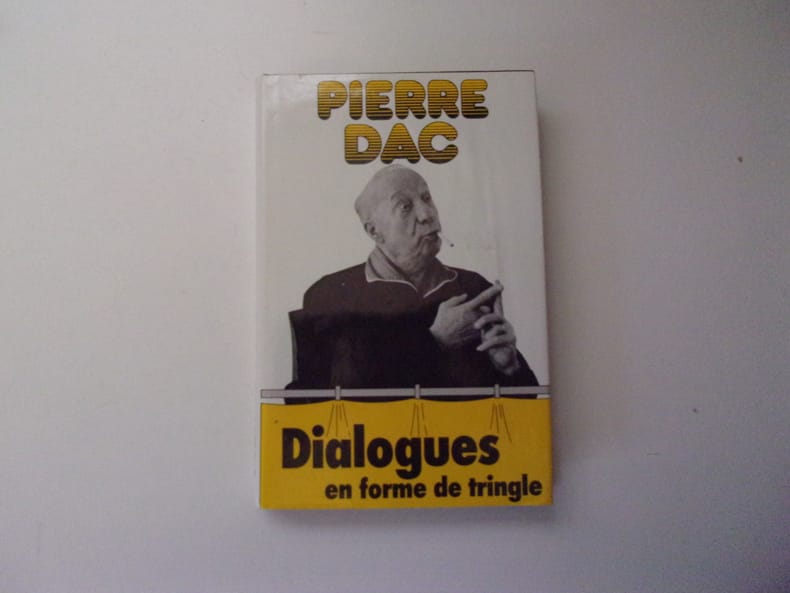 PIERRE
DAC
Dialogues
en forme de tringle